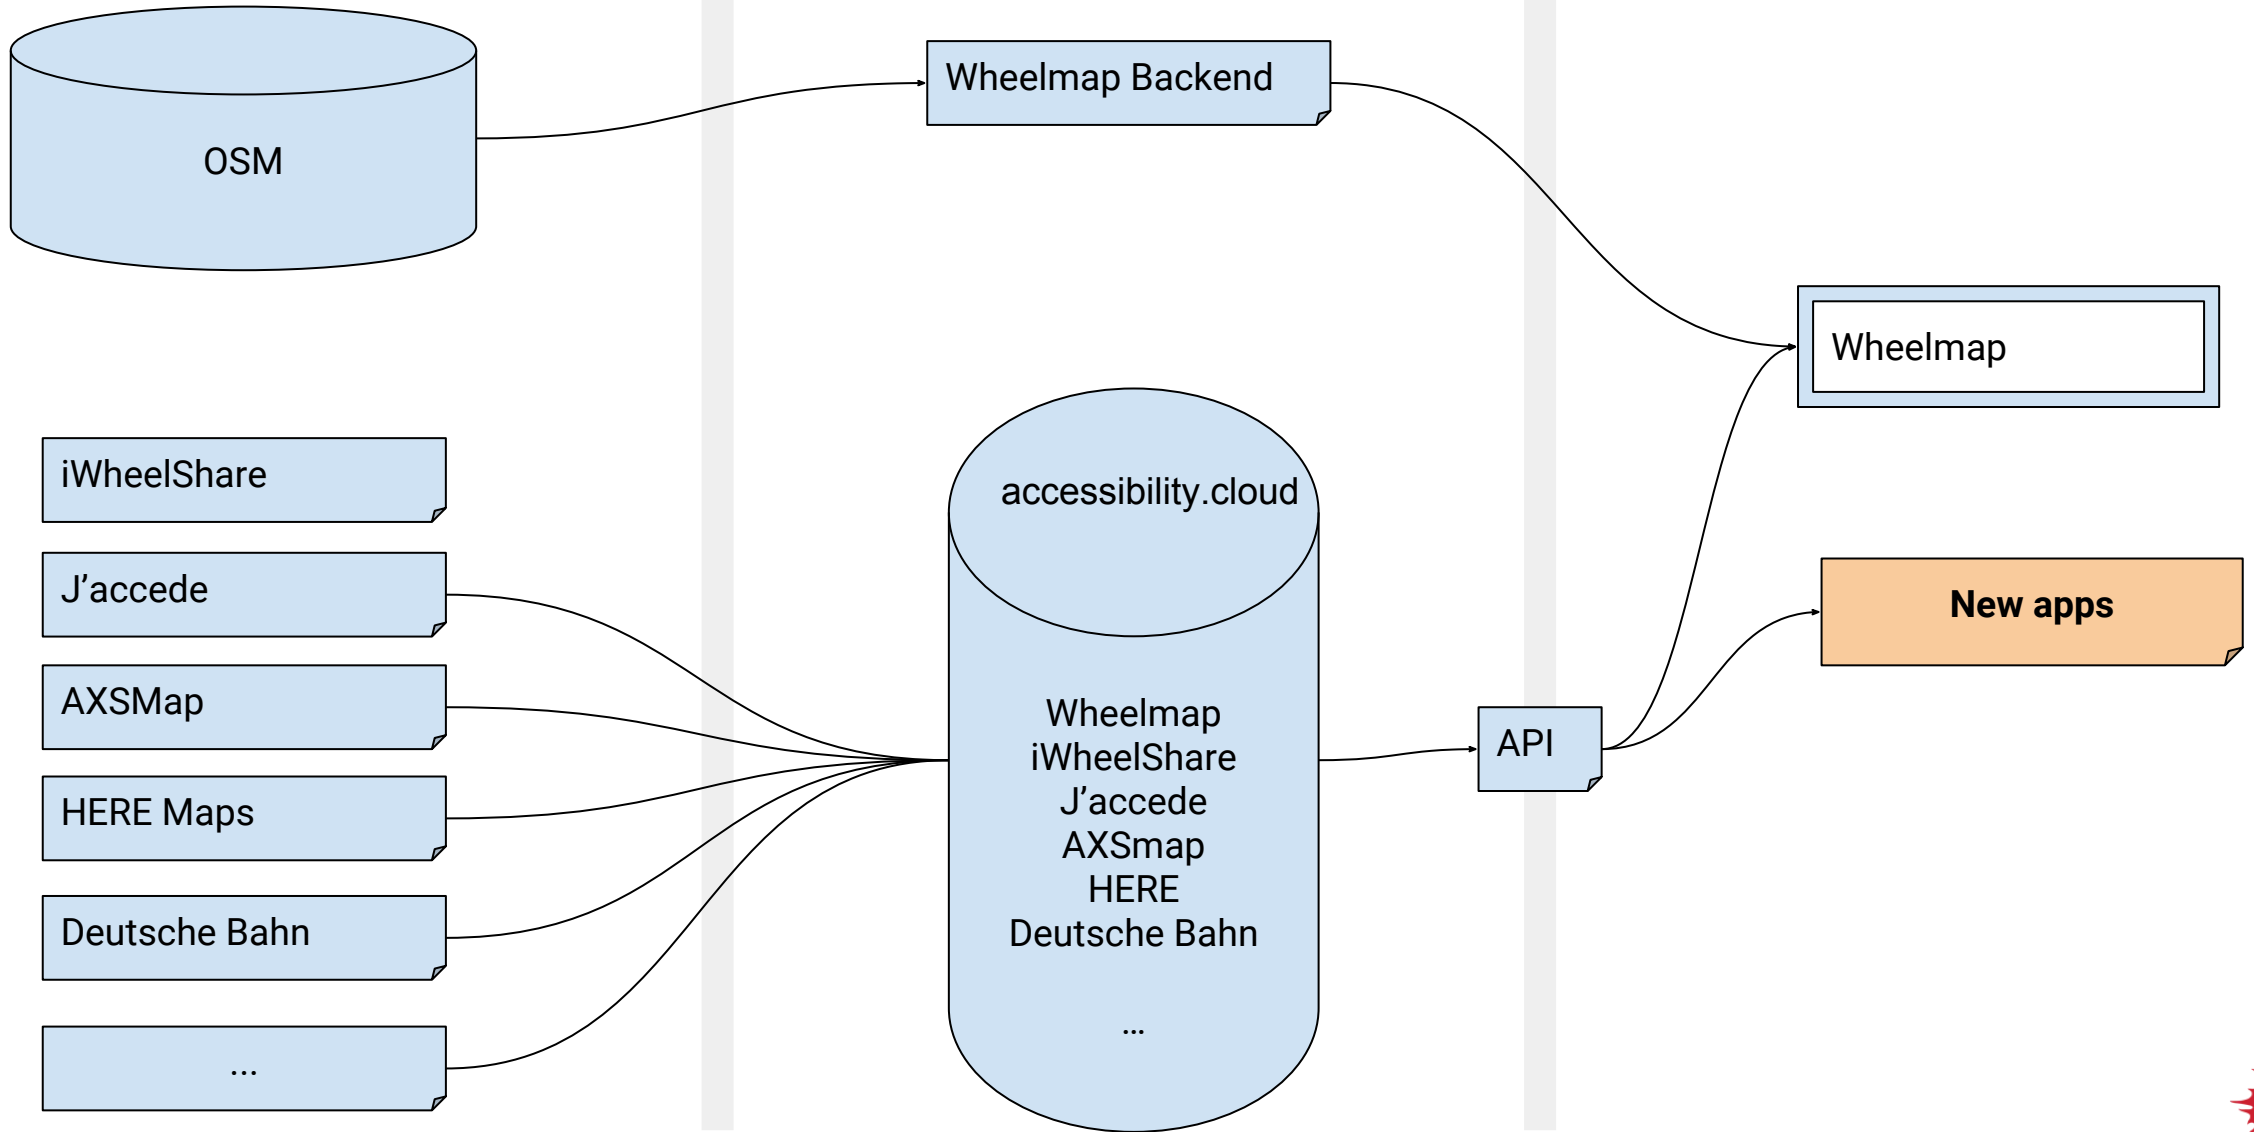 OSM
Wheelmap Backend
Wheelmap
iWheelShare
J’accede
AXSMap
HERE Maps
Deutsche Bahn
...
accessibility.cloud
Wheelmap
iWheelShare
J’accede
AXSmap
HERE
Deutsche Bahn
...
API
New apps